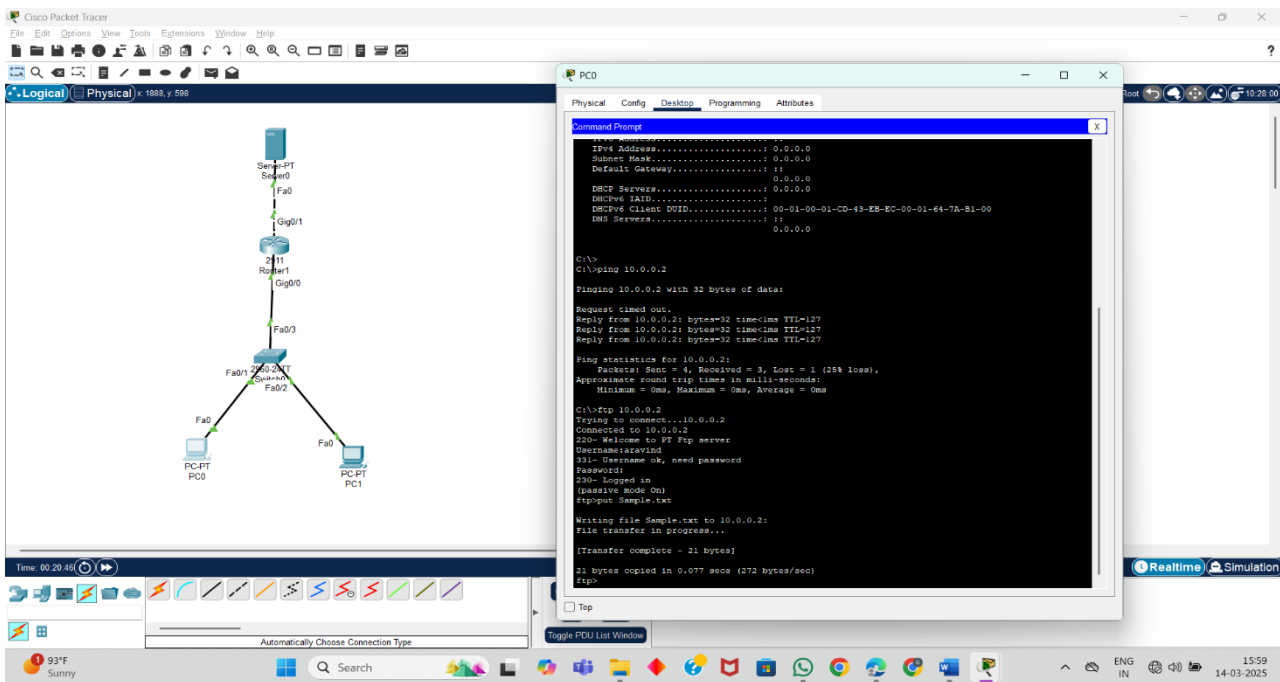 Cisco Packet Tracer
File Edit Options View Tools Extensions Window Help
?
Logical Physical x: 1888, y: 598
Root 10:28:00
Server-PT
Server0
Fa0
Gig0/1
2911
Router1
Gig0/0
Fa0/3
Fa0/1 2960-24TT
Switch0
Fa0/2
Fa0
Fa0
PC-PT
PC0
PC-PT
PC1
PC0
Physical Config Desktop Programming Attributes
Command Prompt X
IPv6 Address......................: ::
IPv4 Address....................: 0.0.0.0
Subnet Mask.....................: 0.0.0.0
Default Gateway.................: ::
0.0.0.0
DHCP Servers....................: 0.0.0.0
DHCPv6 IAID.....................:
DHCPv6 Client DUID..............: 00-01-00-01-CD-43-EB-EC-00-01-64-7A-B1-00
DNS Servers.....................: ::
0.0.0.0
C:\>
C:\>ping 10.0.0.2
Pinging 10.0.0.2 with 32 bytes of data:
Request timed out.
Reply from 10.0.0.2: bytes=32 time<1ms TTL=127
Reply from 10.0.0.2: bytes=32 time<1ms TTL=127
Reply from 10.0.0.2: bytes=32 time<1ms TTL=127
Ping statistics for 10.0.0.2:
Packets: Sent = 4, Received = 3, Lost = 1 (25% loss),
Approximate round trip times in milli-seconds:
Minimum = 0ms, Maximum = 0ms, Average = 0ms
C:\>ftp 10.0.0.2
Trying to connect...10.0.0.2
Connected to 10.0.0.2
220- Welcome to PT Ftp server
Username:aravind
331- Username ok, need password
Password:
230- Logged in
(passive mode On)
ftp>put Sample.txt
Writing file Sample.txt to 10.0.0.2:
File transfer in progress...
[Transfer complete - 21 bytes]
21 bytes copied in 0.077 secs (272 bytes/sec)
ftp>
Top
Time: 00:20:46
Realtime Simulation
Automatically Choose Connection Type
Toggle PDU List Window
1
93°F
Sunny
Search
ENG
IN
15:59
14-03-2025